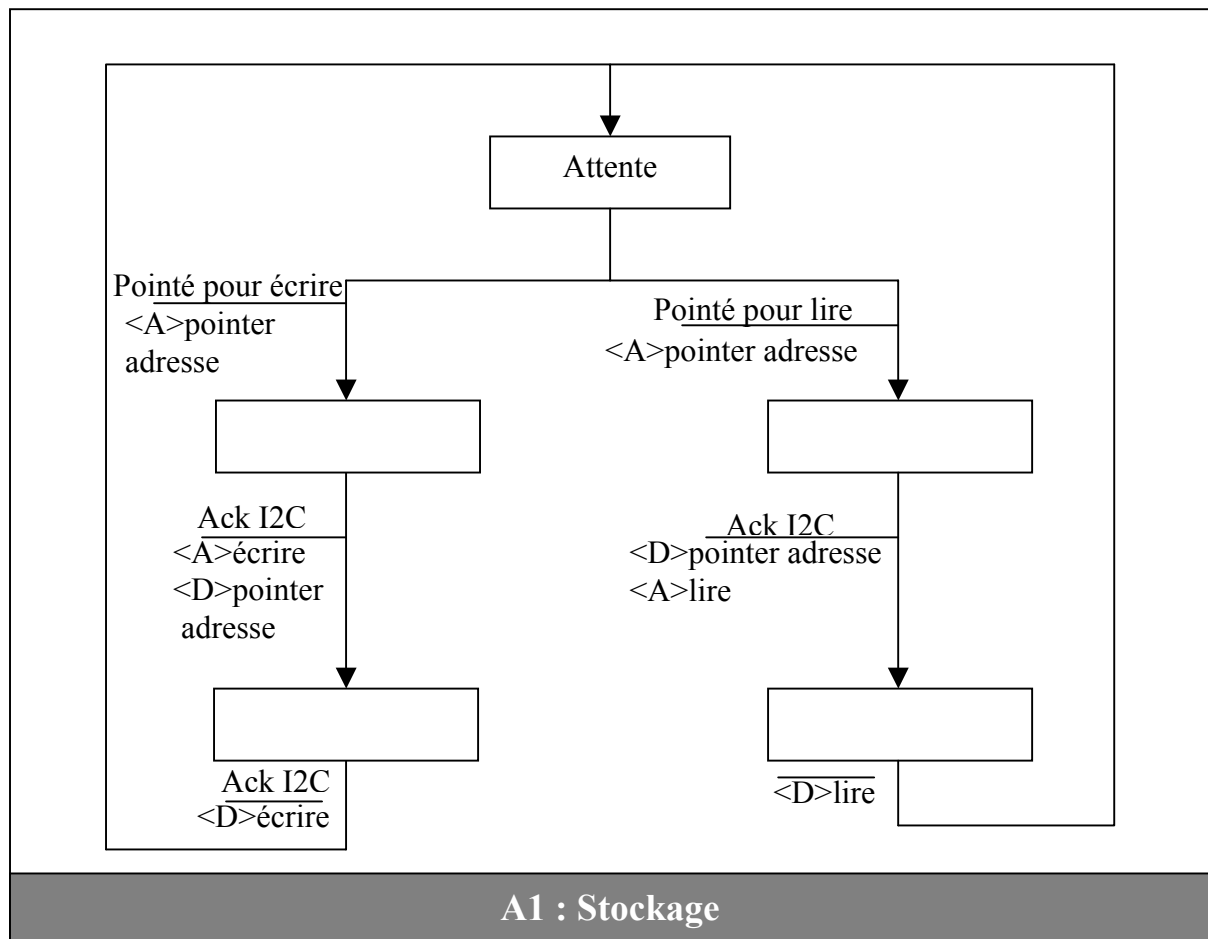 Attente
Pointé pour écrire
<A>pointer
adresse
Pointé pour lire
<A>pointer adresse
Ack I2C
<A>écrire
<D>pointer
adresse
Ack I2C
<D>pointer adresse
<A>lire
Ack I2C
<D>écrire
<D>lire
A1 : Stockage